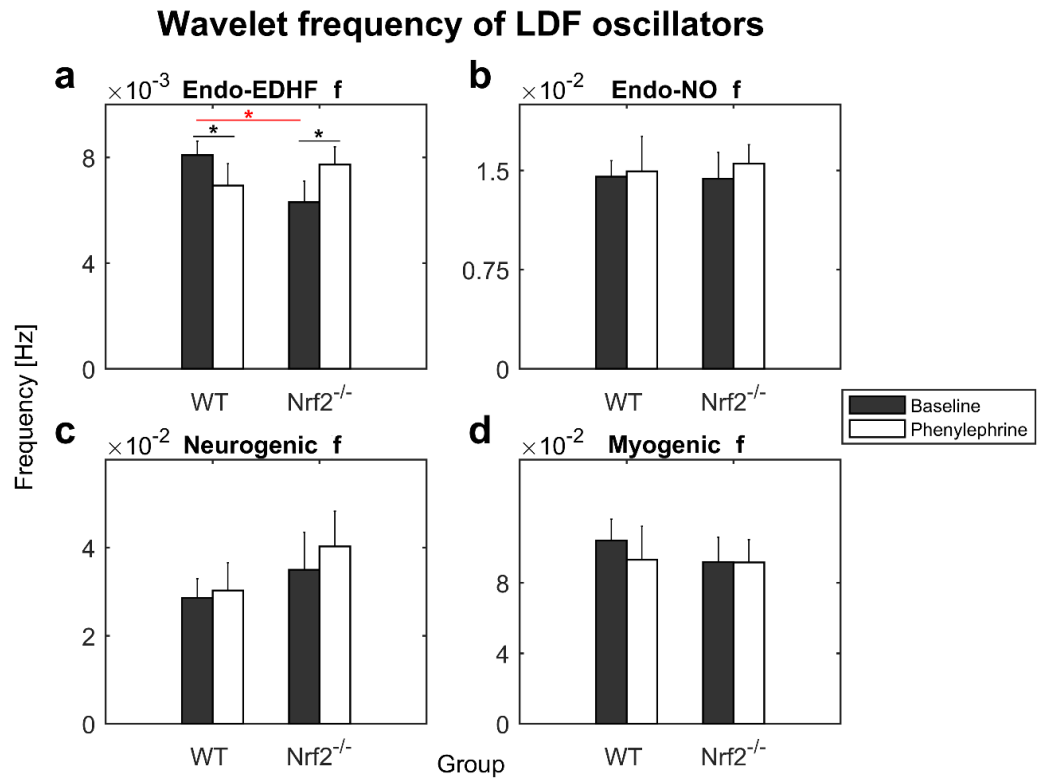 Wavelet frequency of LDF oscillators
a
×10⁻³ Endo-EDHF f
*
* *
8
4
0
WT Nrf2⁻/⁻
b
×10⁻² Endo-NO f
1.5
0.75
0
WT Nrf2⁻/⁻
Baseline
Phenylephrine
Frequency [Hz]
c
×10⁻² Neurogenic f
4
2
0
WT Nrf2⁻/⁻
d
×10⁻² Myogenic f
8
4
0
WT Nrf2⁻/⁻
Group